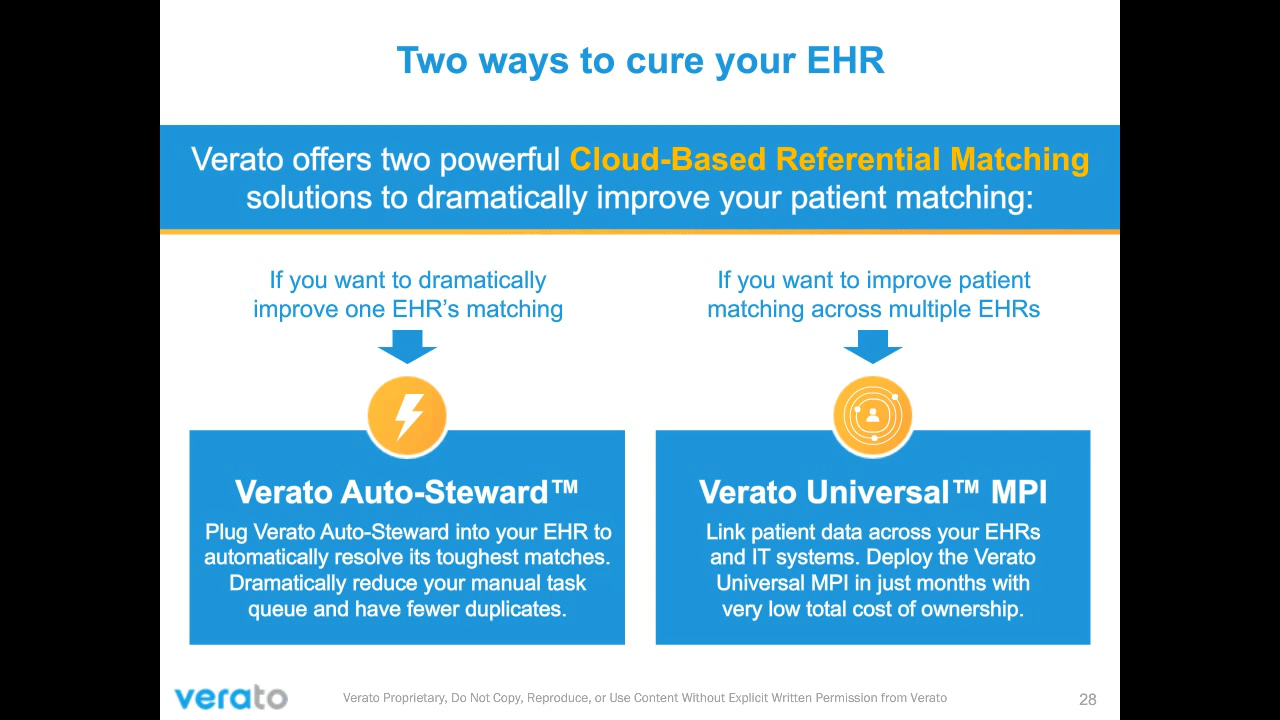 Two ways to cure your EHR
Verato offers two powerful Cloud-Based Referential Matching
solutions to dramatically improve your patient matching:
If you want to dramatically
improve one EHR’s matching
If you want to improve patient
matching across multiple EHRs
Verato Auto-Steward™
Plug Verato Auto-Steward into your EHR to
automatically resolve its toughest matches.
Dramatically reduce your manual task
queue and have fewer duplicates.
Verato Universal™ MPI
Link patient data across your EHRs
and IT systems. Deploy the Verato
Universal MPI in just months with
very low total cost of ownership.
verato
Verato Proprietary, Do Not Copy, Reproduce, or Use Content Without Explicit Written Permission from Verato
28